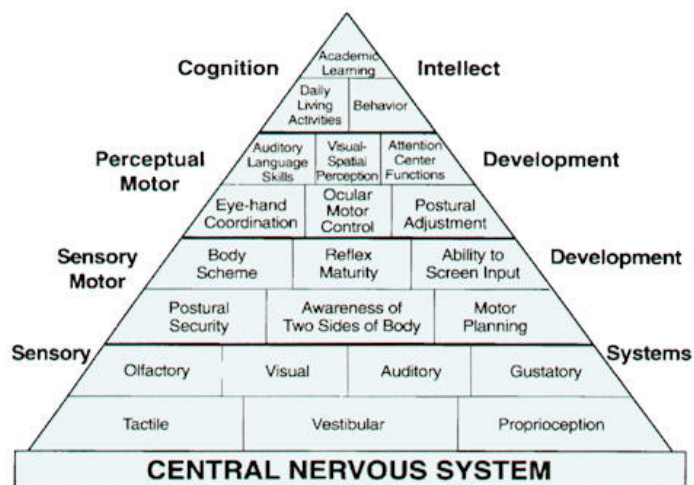 Academic
Learning
Cognition
Intellect
Daily
Living
Activities
Behavior
Perceptual
Motor
Auditory
Language
Skills
Visual-
Spatial
Perception
Attention
Center
Functions
Development
Eye-hand
Coordination
Ocular
Motor
Control
Postural
Adjustment
Sensory
Motor
Body
Scheme
Reflex
Maturity
Ability to
Screen Input
Development
Postural
Security
Awareness of
Two Sides of Body
Motor
Planning
Sensory
Systems
Olfactory
Visual
Auditory
Gustatory
Tactile
Vestibular
Proprioception
CENTRAL NERVOUS SYSTEM